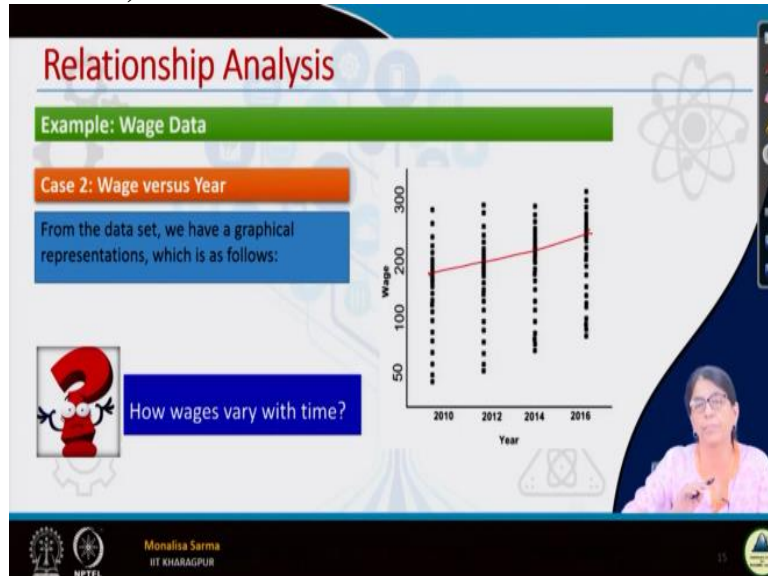 Relationship Analysis
Example: Wage Data
Case 2: Wage versus Year
From the data set, we have a graphical
representations, which is as follows:
How wages vary with time?
300
200
100
50
Wage
2010 2012 2014 2016
Year
Monalisa Sarma
IIT KHARAGPUR
NPTEL
15